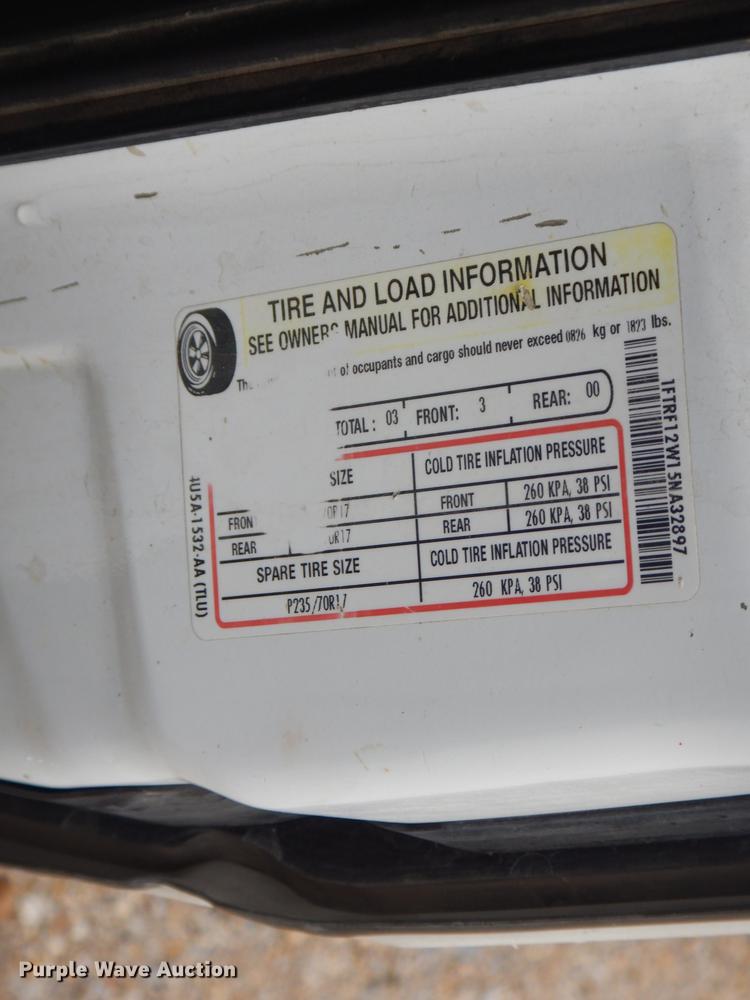 TIRE AND LOAD INFORMATION
SEE OWNERS MANUAL FOR ADDITIONAL INFORMATION
of occupants and cargo should never exceed 0826 kg or lbs.
TOTAL : 03 FRONT: 3 REAR: 00
SIZE COLD TIRE INFLATION PRESSURE
FRON 0R17 FRONT 260 KPA, 38 PSI
REAR 0R17 REAR 260 KPA, 38 PSI
SPARE TIRE SIZE COLD TIRE INFLATION PRESSURE
P235/70R17 260 KPA, 38 PSI
4U5A-1532-AA (TLU)
1FTRF12W15NA32897
Purple Wave Auction